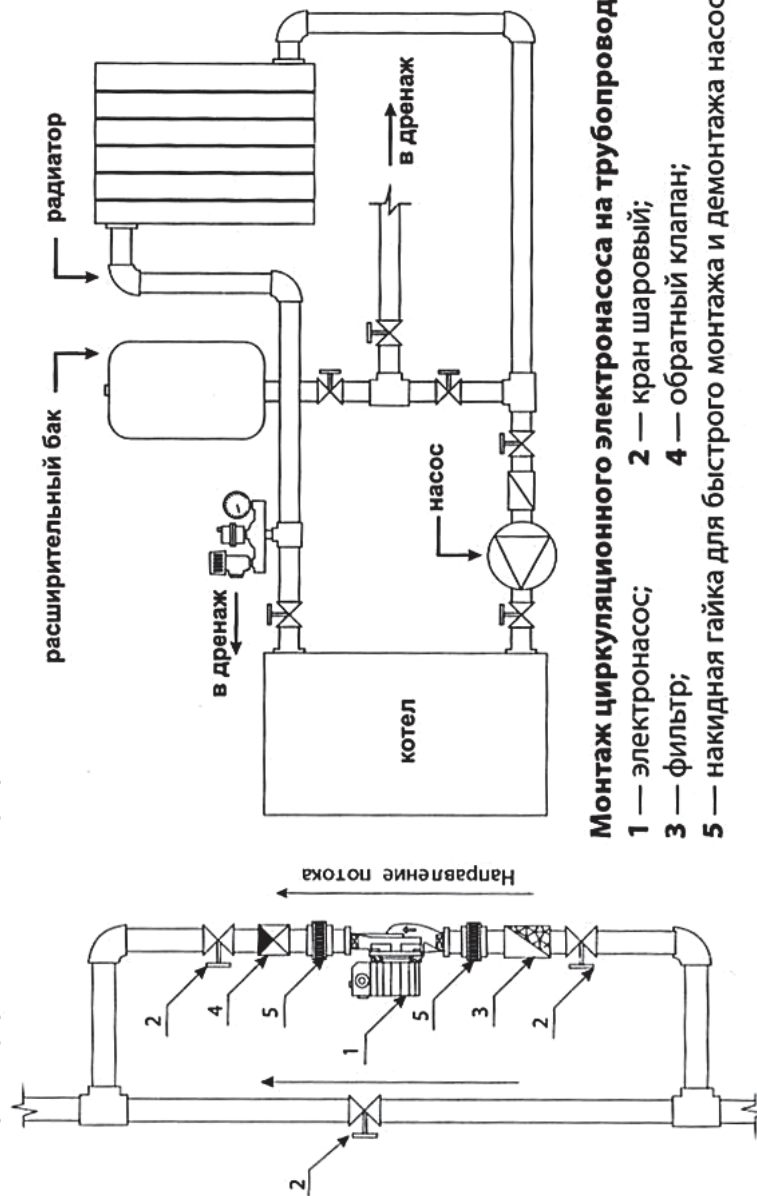 расширительный бак
радиатор
в дренаж
насос
в дренаж
котел
Монтаж циркуляционного электронасоса на трубопровод
1 — электронасос;
2 — кран шаровый;
3 — фильтр;
4 — обратный клапан;
5 — накидная гайка для быстрого монтажа и демонтажа насос
Направление потока
2
4
5
1
5
3
2
2